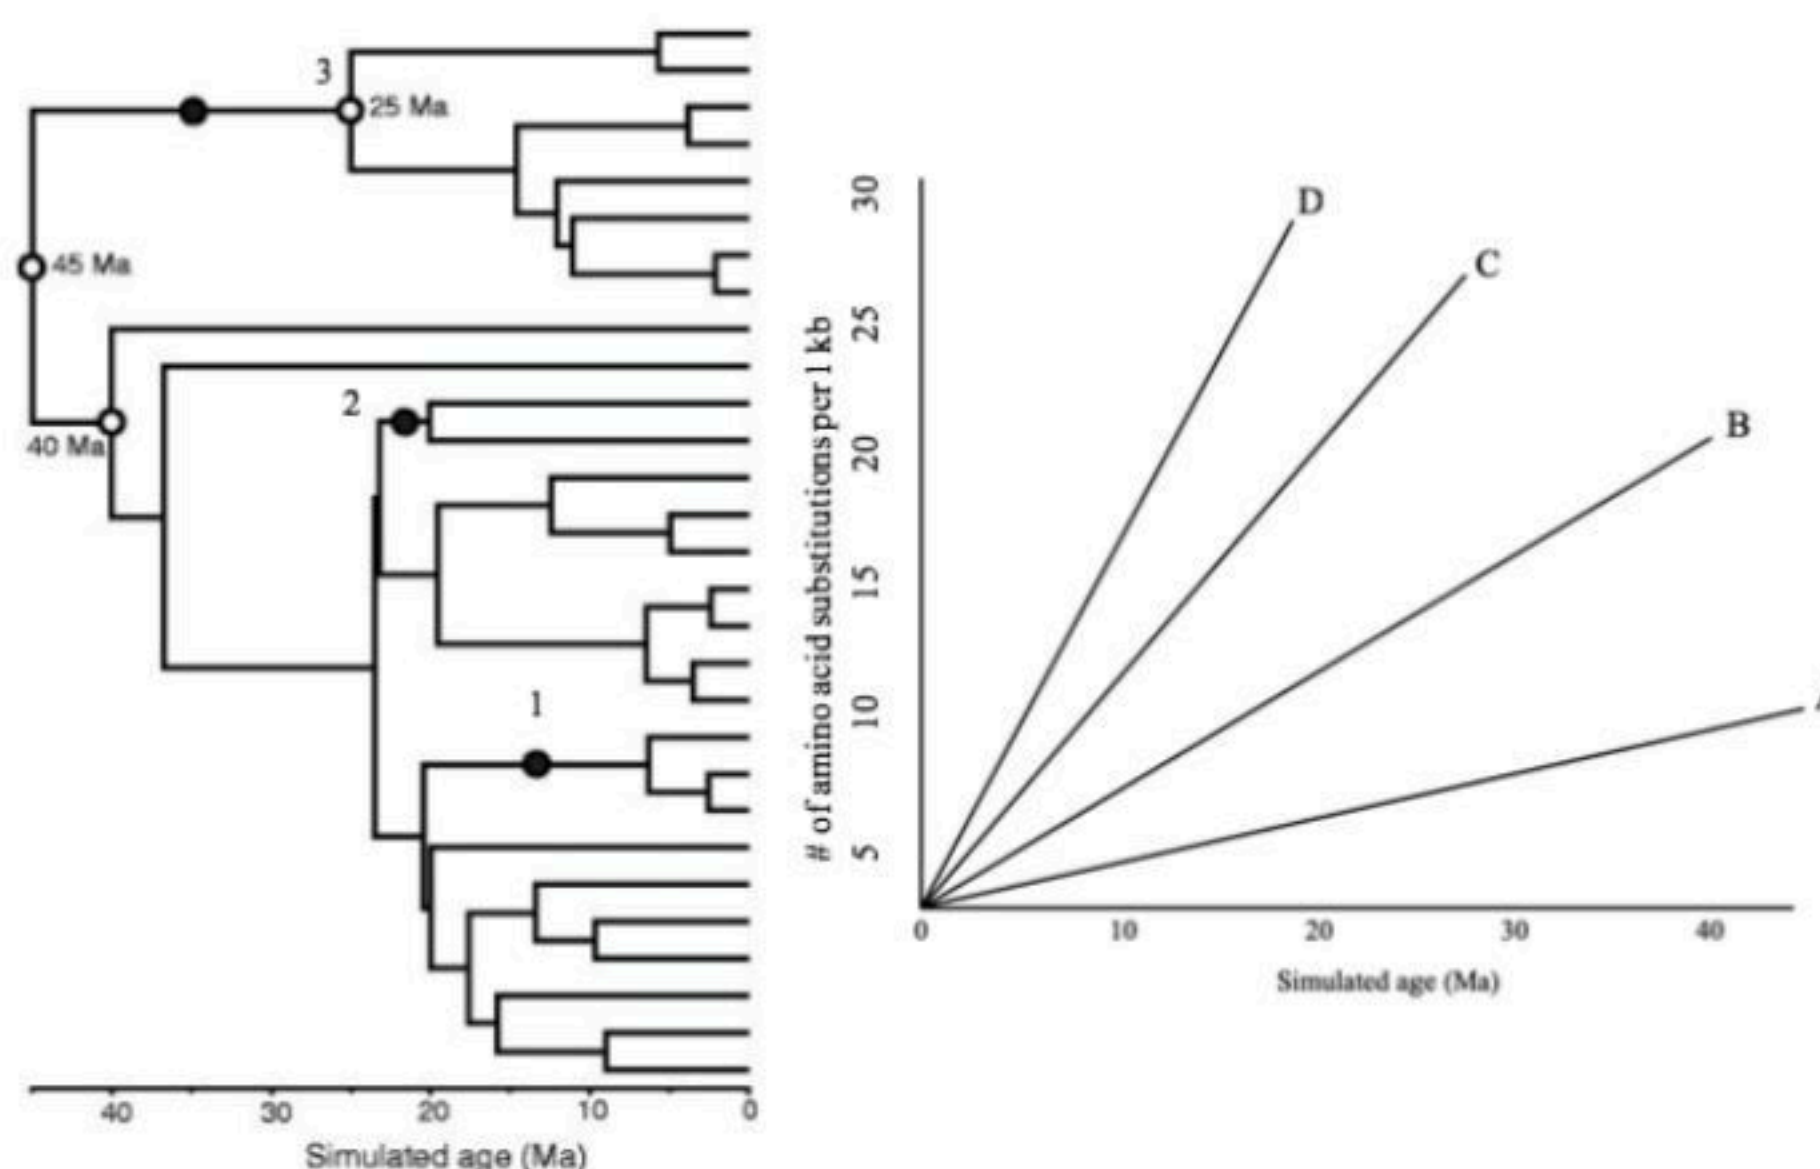 3
25 Ma
45 Ma
40 Ma
2
1
40 30 20 10 0
Simulated age (Ma)
# of amino acid substitutions per 1 kb
30
25
20
15
10
5
D
C
B
0 10 20 30 40
Simulated age (Ma)